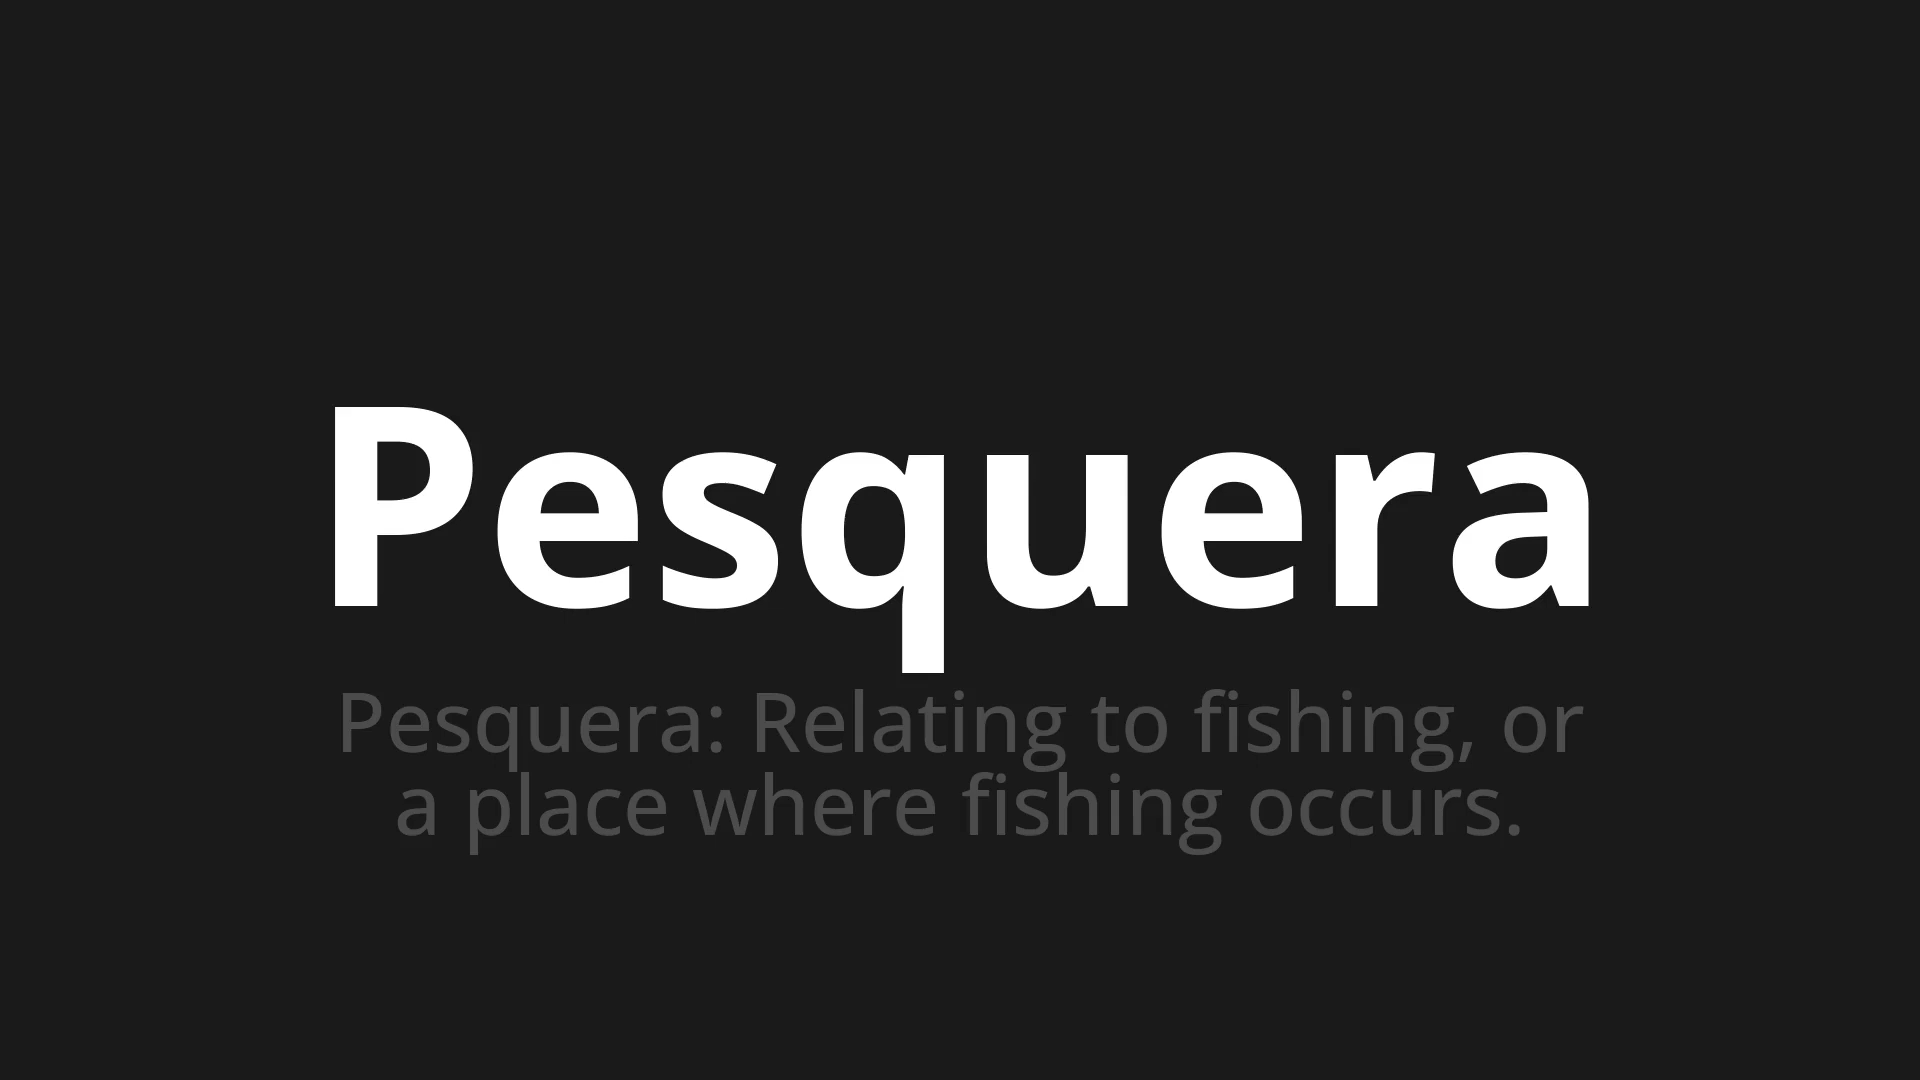 Pesquera
Pesquera: Relating to fishing, or
a place where fishing occurs.